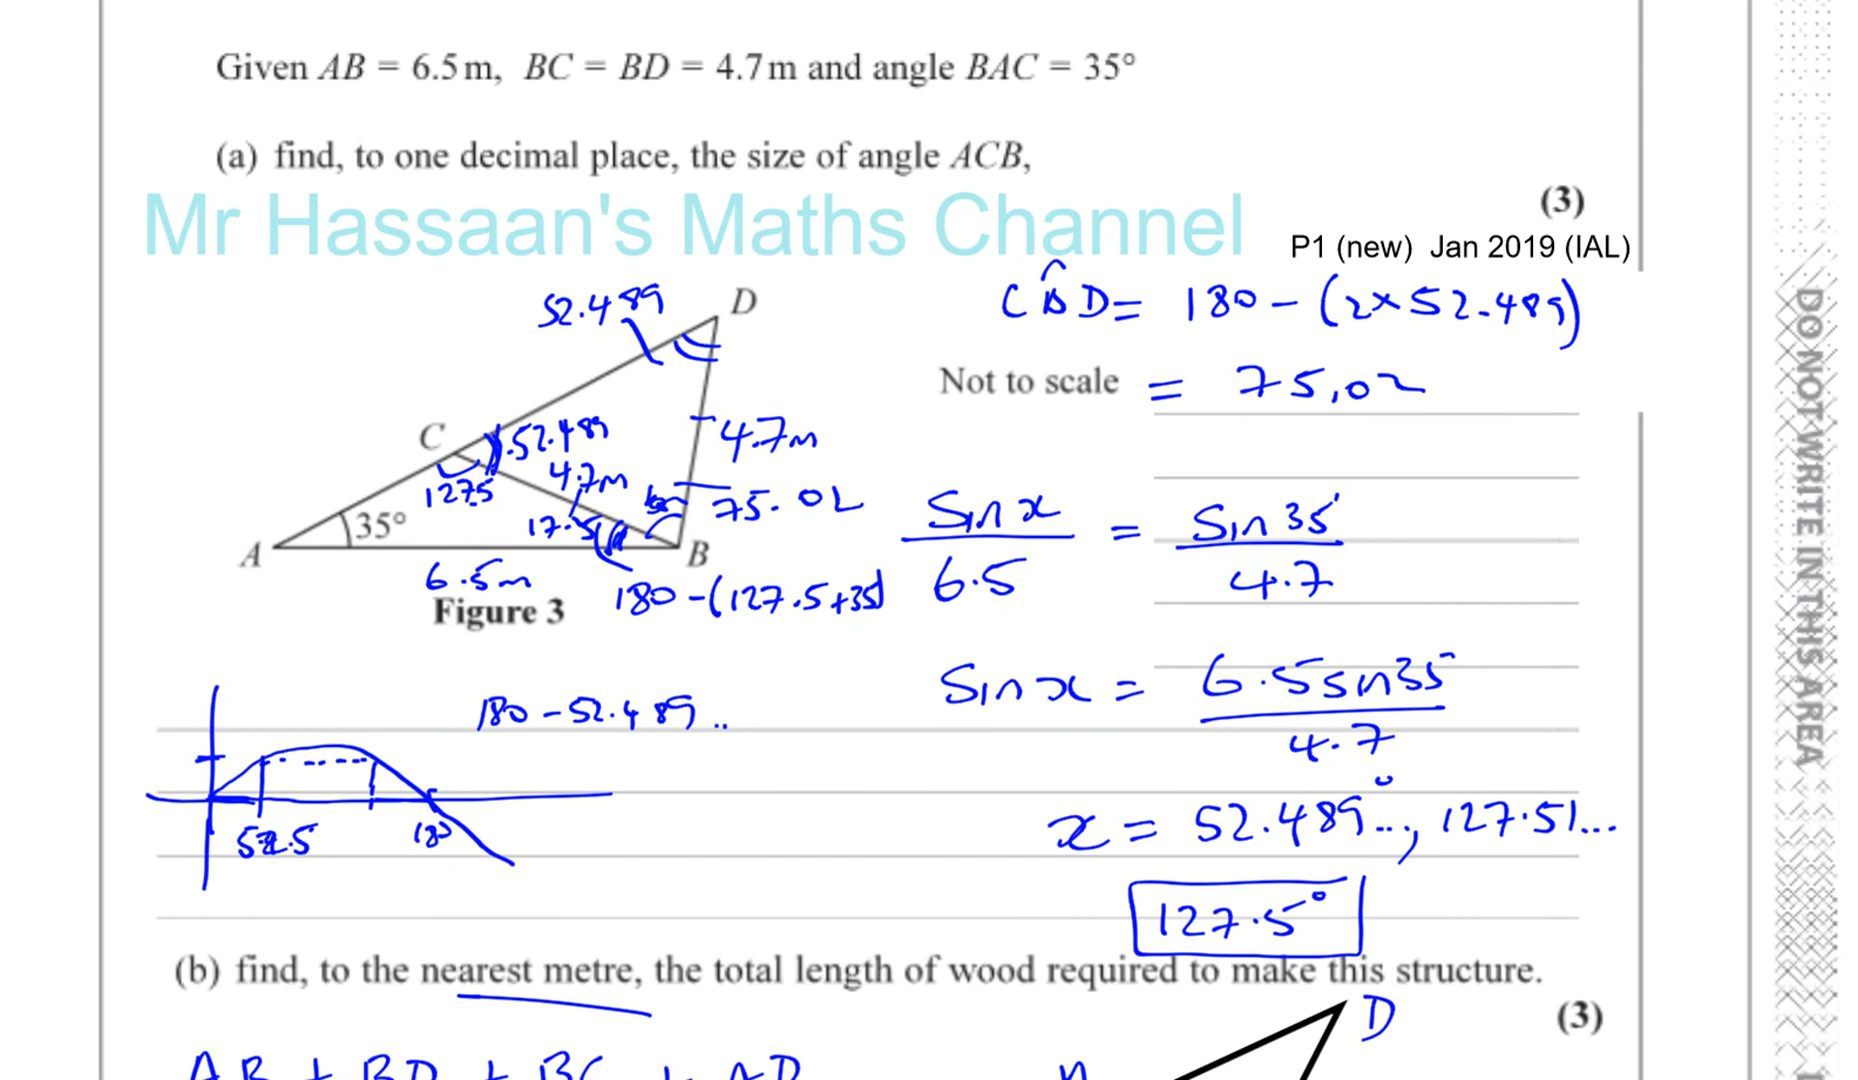 Given AB = 6.5 m, BC = BD = 4.7 m and angle BAC = 35°
(a) find, to one decimal place, the size of angle ACB,
(3)
Mr Hassaan's Maths Channel
P1 (new) Jan 2019 (IAL)
CB̂D = 180 - (2×52.489)
= 75.02
Not to scale
52.489
D
C
52.489
4.7m
127.5
4.7m
75.02
17.5
35°
A
B
6.5m
180-(127.5+35)
Figure 3
Sin x / 6.5 = Sin 35 / 4.7
Sin x = 6.5 Sin 35 / 4.7
180 - 52.489..
52.5
180
x = 52.489°..., 127.51...
127.5°
(b) find, to the nearest metre, the total length of wood required to make this structure.
(3)
D
AB + BD + BC + AD
DO NOT WRITE IN THIS AREA